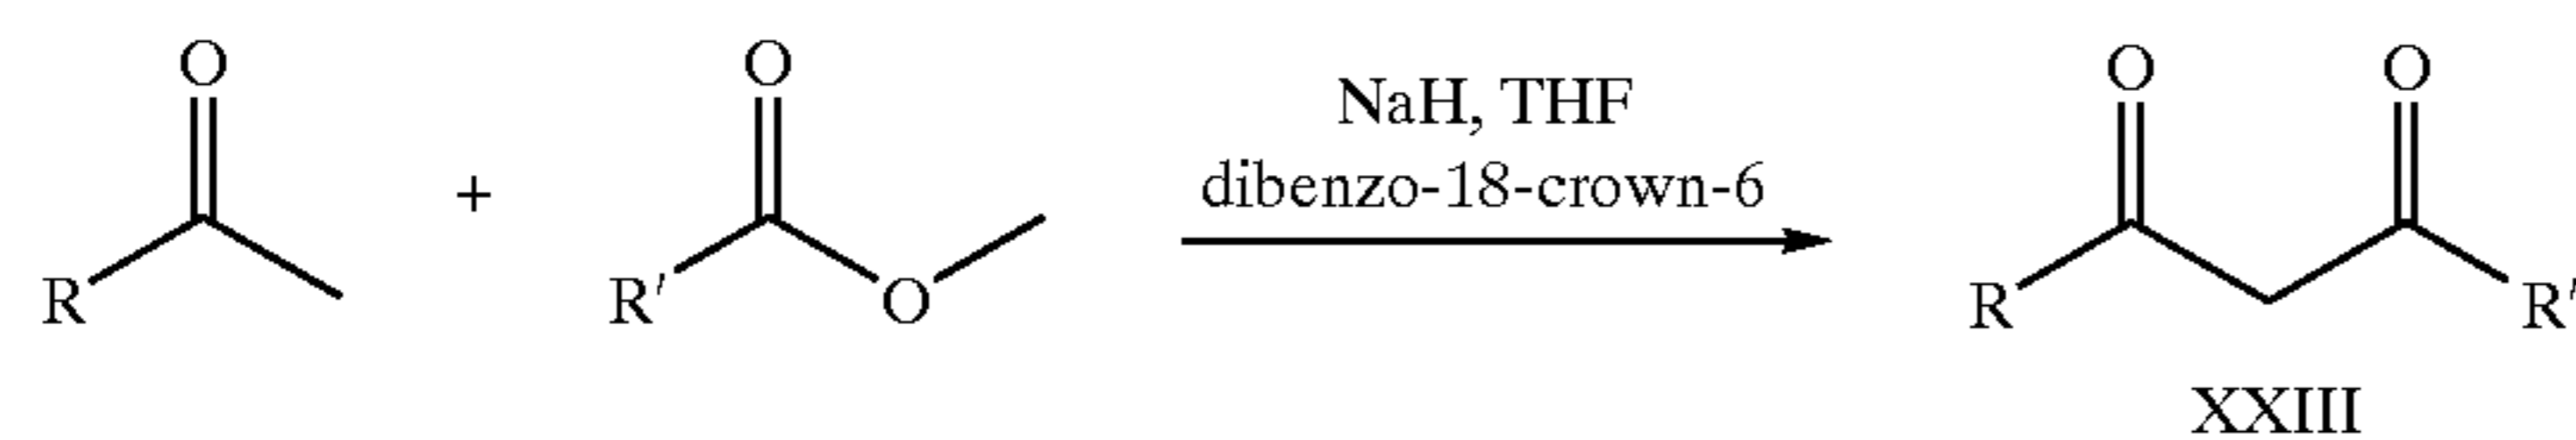 O
O
O
O
NaH, THF
dibenzo-18-crown-6
+
R
R'
O
R
R'
XXIII